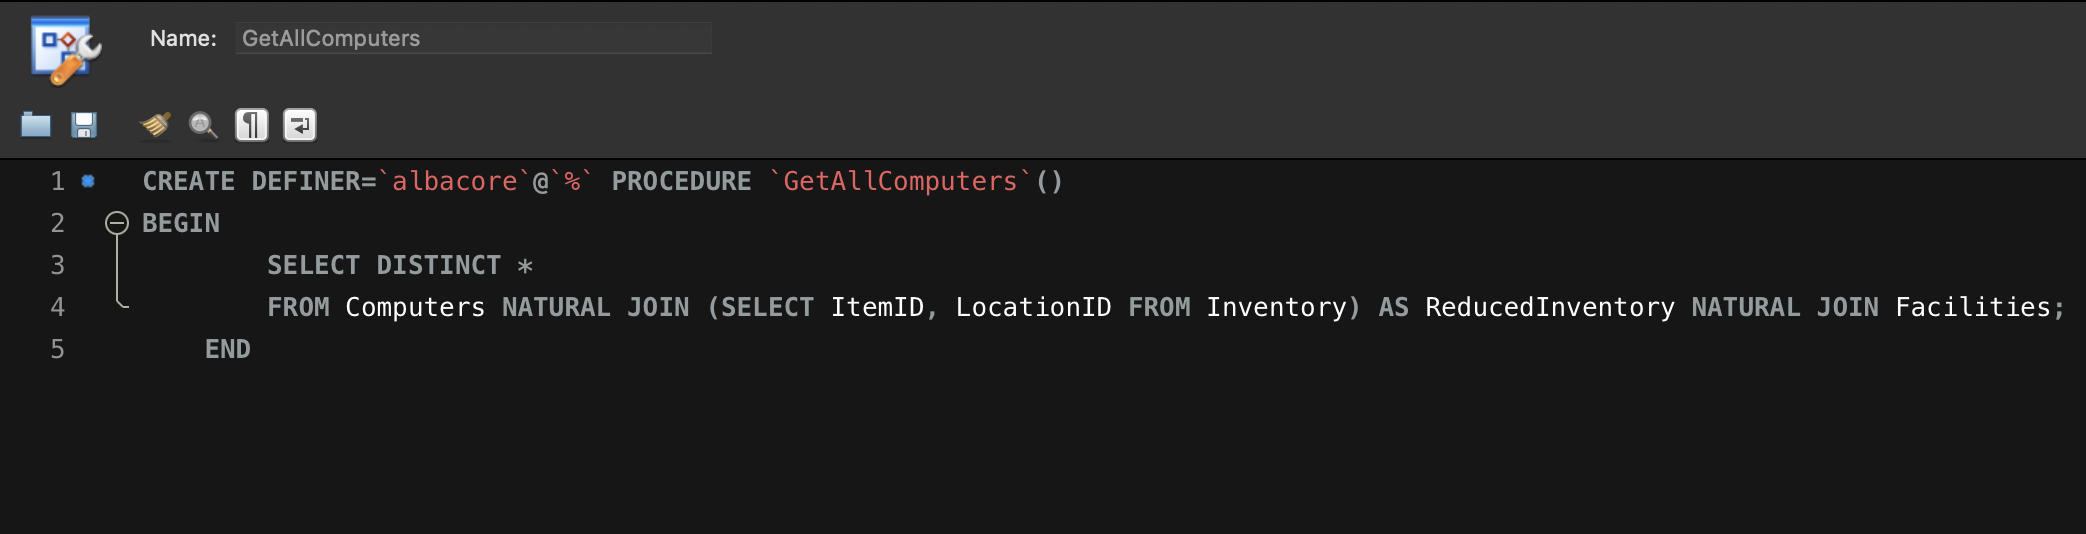 Name: GetAllComputers
1 CREATE DEFINER=`albacore`@`%` PROCEDURE `GetAllComputers`()
2 BEGIN
3 SELECT DISTINCT *
4 FROM Computers NATURAL JOIN (SELECT ItemID, LocationID FROM Inventory) AS ReducedInventory NATURAL JOIN Facilities;
5 END